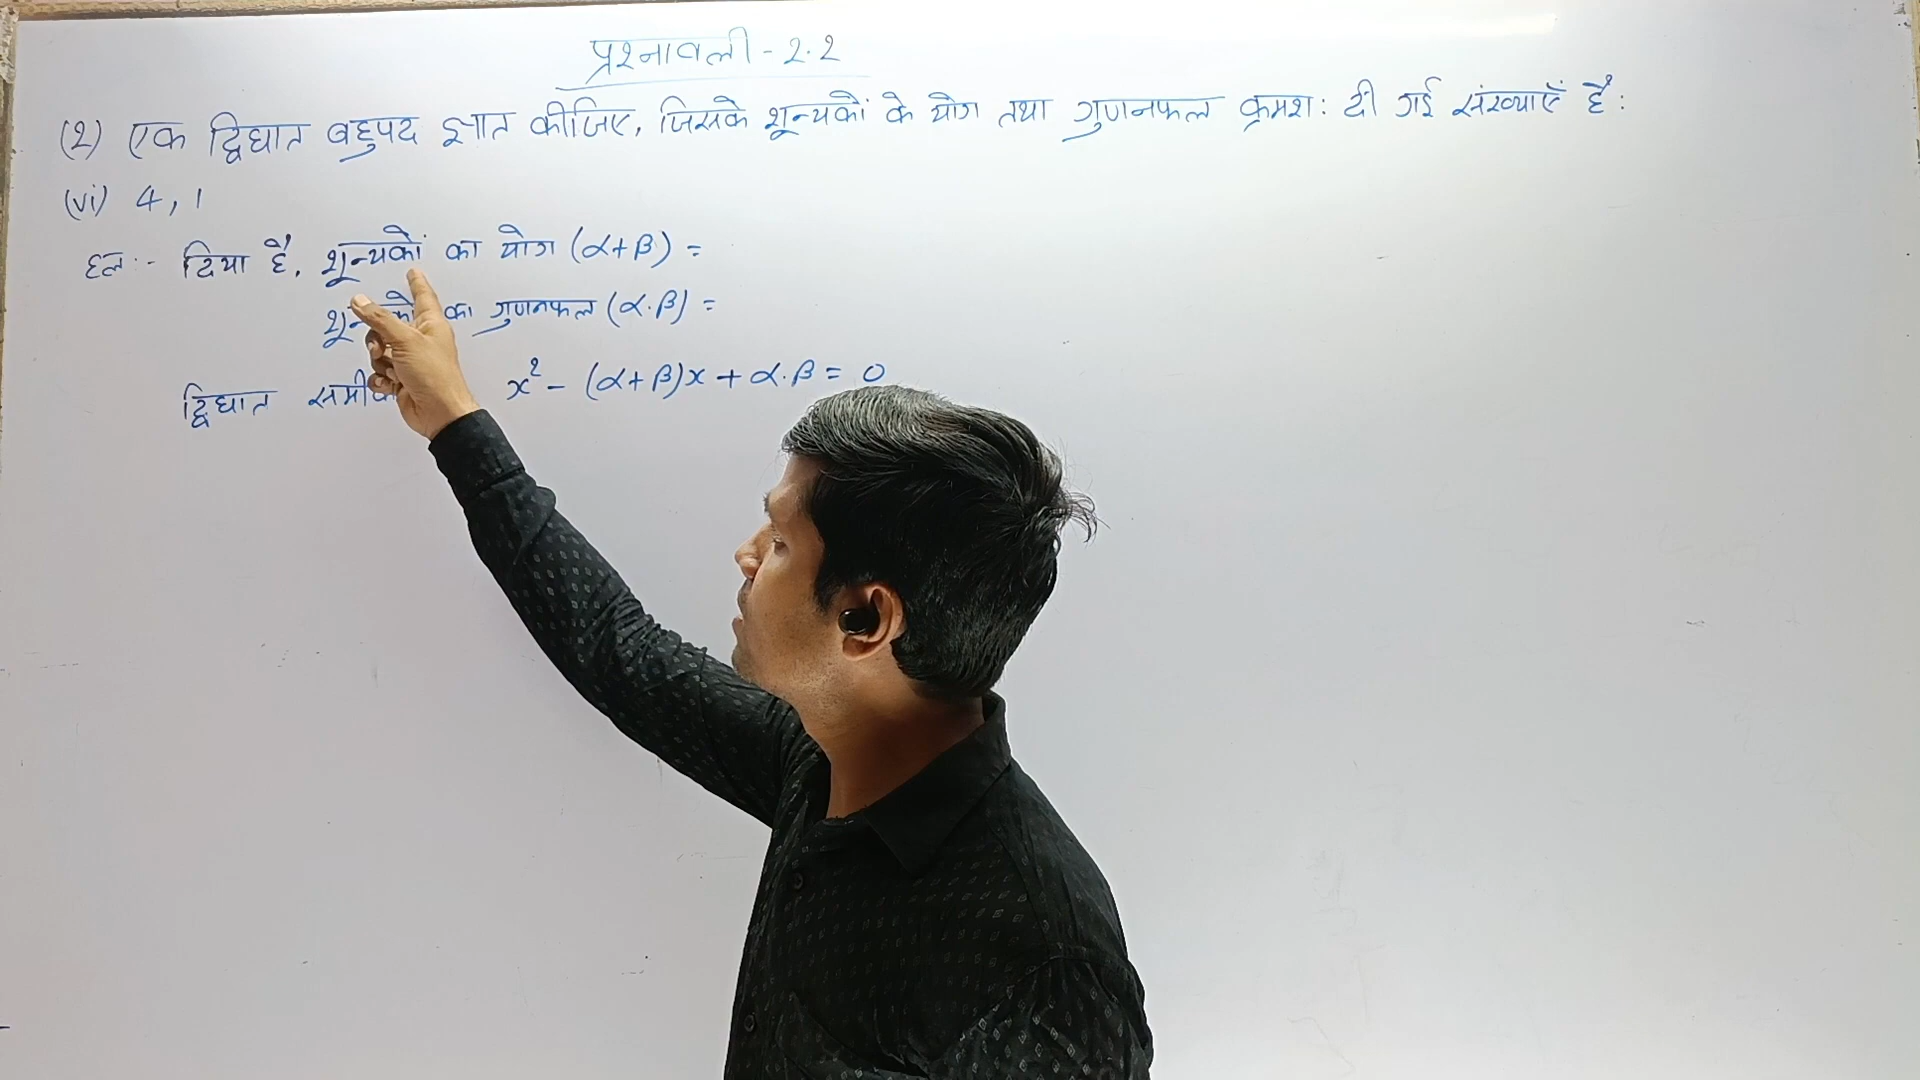 प्रश्नावली - 2.2
(2) एक द्विघात बहुपद ज्ञात कीजिए, जिसके शून्यकों के योग तथा गुणनफल क्रमश: दी गई संख्याएँ हैं:
(vi) 4, 1
हल:- दिया है, शून्यकों का योग (α+β) =
का गुणनफल (α.β) =
द्विघात x² - (α+β)x + α.β = 0